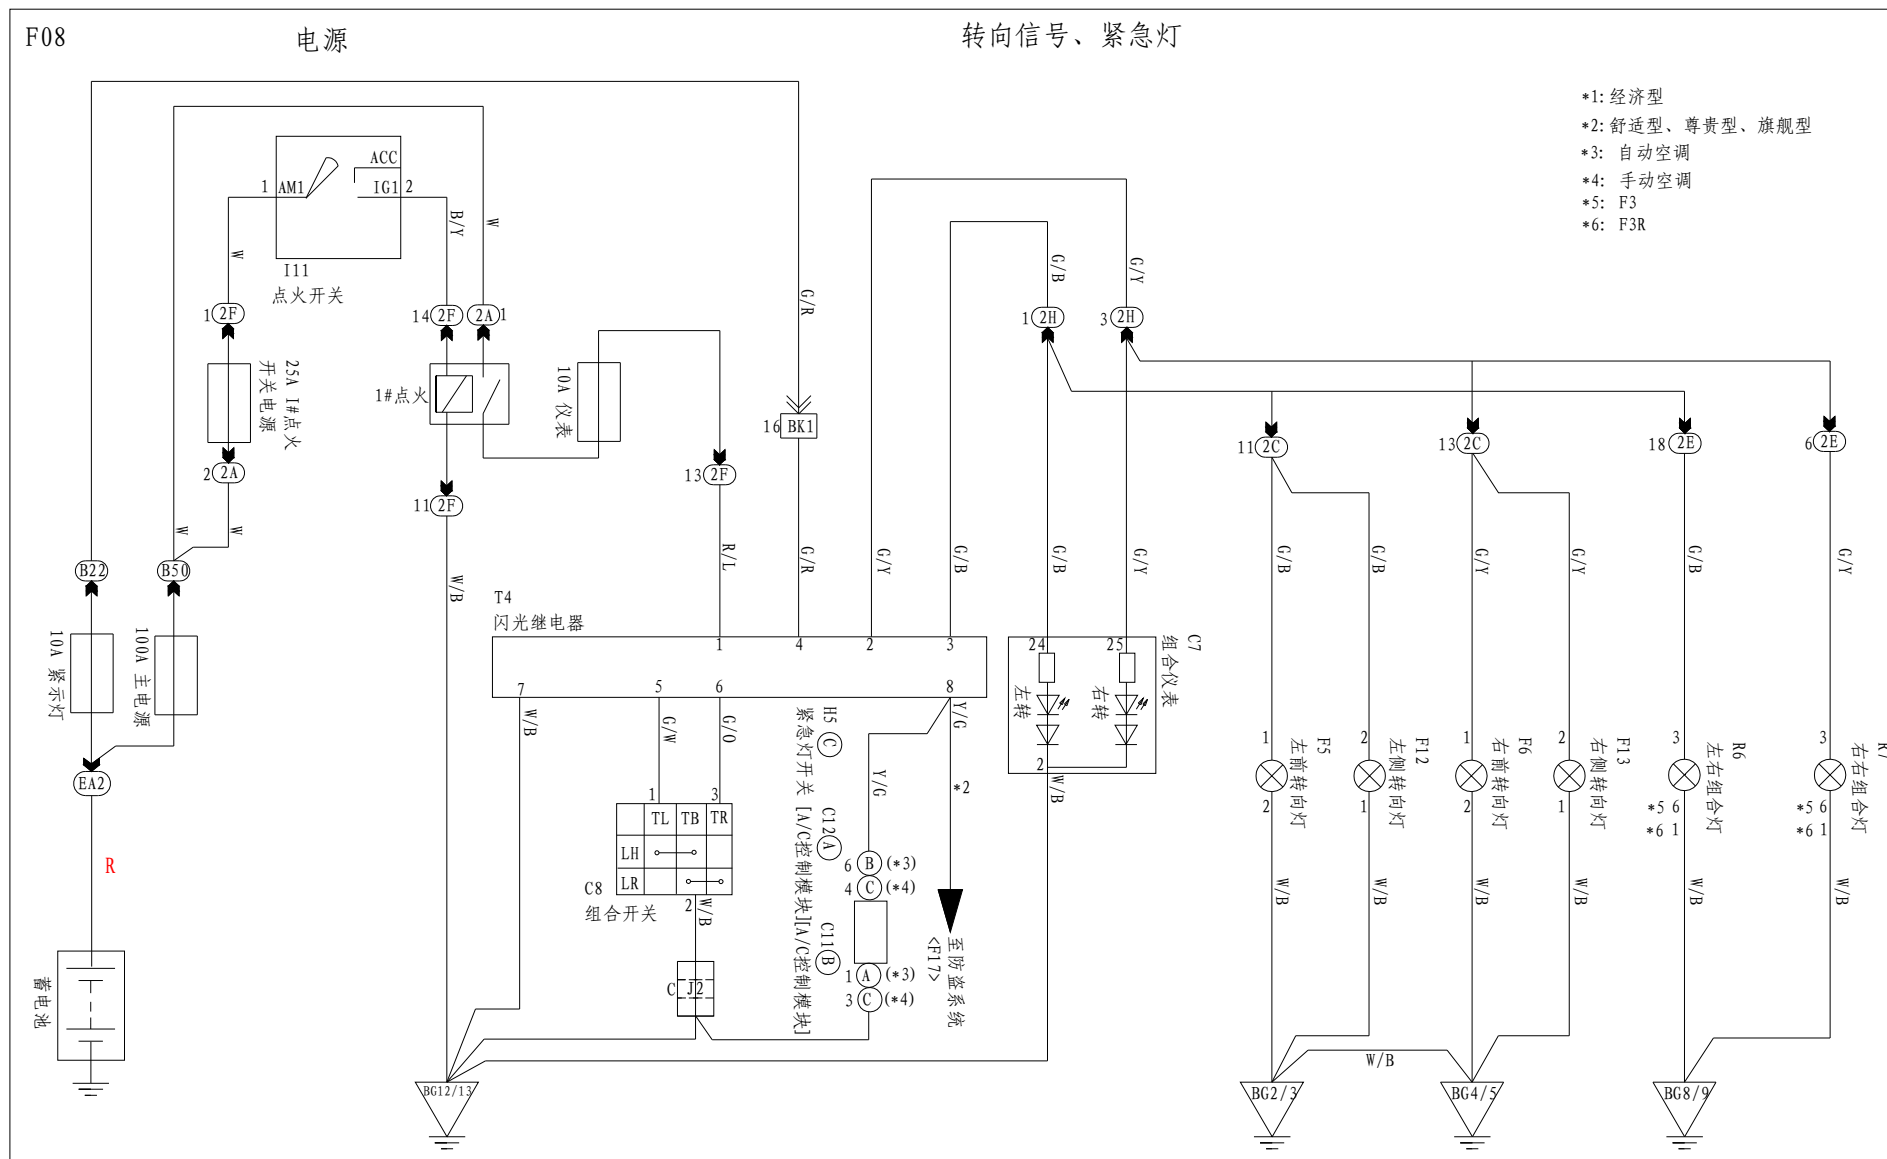 F08
电源
转向信号、紧急灯
*1: 经济型
*2: 舒适型、尊贵型、旗舰型
*3: 自动空调
*4: 手动空调
*5: F3
*6: F3R
ACC
1
AM1
IG1
2
I11
点火开关
W
B/Y
W
G/R
G/B
G/Y
1
2F
14
2F
2A
1
1
2H
3
2H
25A I#点火
开关电源
1#点火
10A 仪表
16
BK1
2
2A
11
2F
13
2F
11
2C
13
2C
18
2E
6
2E
W
W
B22
B50
W/B
R/L
G/R
G/Y
G/B
G/B
G/Y
G/B
G/B
G/Y
G/Y
G/B
G/Y
10A 紧示灯
100A 主电源
T4
闪光继电器
1
4
2
3
7
5
6
8
24
25
C7
组合仪表
左转
右转
2
W/B
W/B
G/W
G/O
Y/G
Y/G
*2
EA2
R
H5
C
紧急灯开关
C12
A
[A/C控制模块]
C11
B
[A/C控制模块]
1
3
TL
TB
TR
LH
LR
C8
组合开关
2
W/B
C
J2
6
B
(*3)
4
C
(*4)
1
A
(*3)
3
C
(*4)
至防盗系统
<F17>
1
2
F5
左前转向灯
2
1
F12
左侧转向灯
1
2
F6
右前转向灯
2
1
F13
右侧转向灯
3
*5 6
*6 1
R6
左右组合灯
3
*5 6
*6 1
R7
右右组合灯
W/B
W/B
W/B
W/B
W/B
W/B
W/B
蓄电池
BG12/13
BG2/3
BG4/5
BG8/9